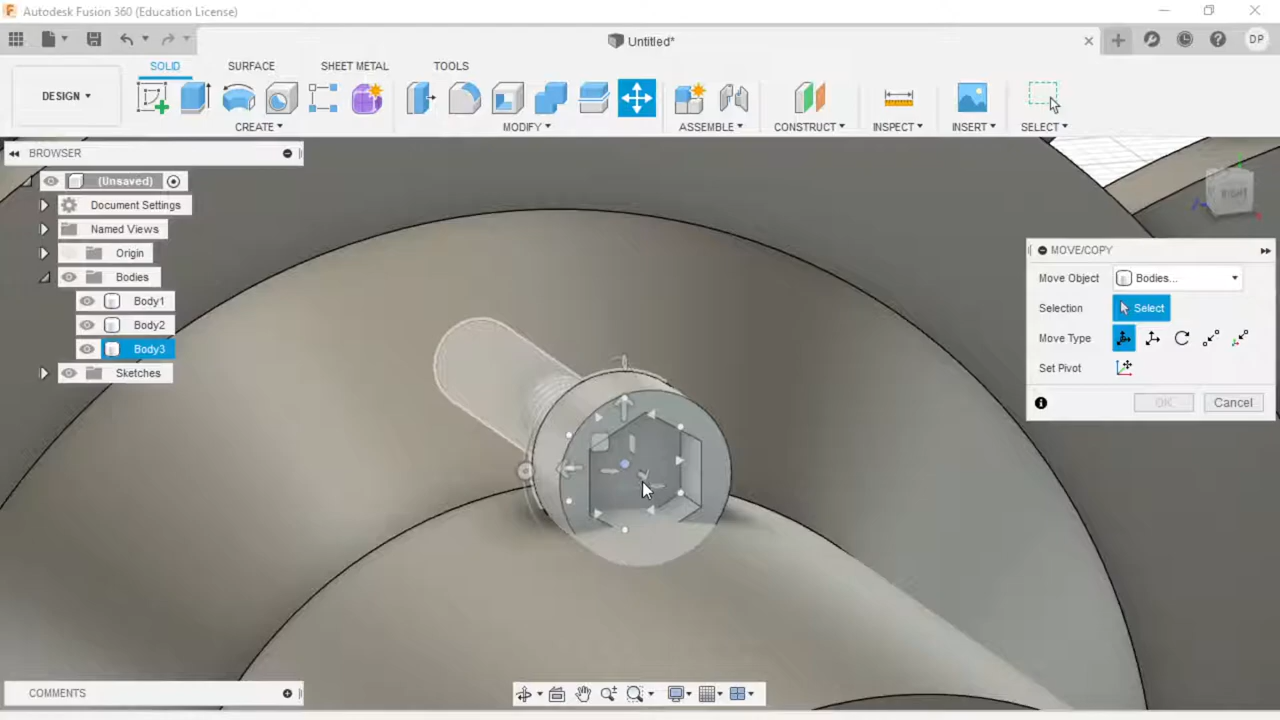 Autodesk Fusion 360 (Education License)
Untitled*
DP
DESIGN
SOLID SURFACE SHEET METAL TOOLS
CREATE MODIFY ASSEMBLE CONSTRUCT INSPECT INSERT SELECT
BROWSER
(Unsaved)
Document Settings
Named Views
Origin
Bodies
Body1
Body2
Body3
Sketches
RIGHT
MOVE/COPY
Move Object Bodies...
Selection Select
Move Type
Set Pivot
OK Cancel
COMMENTS